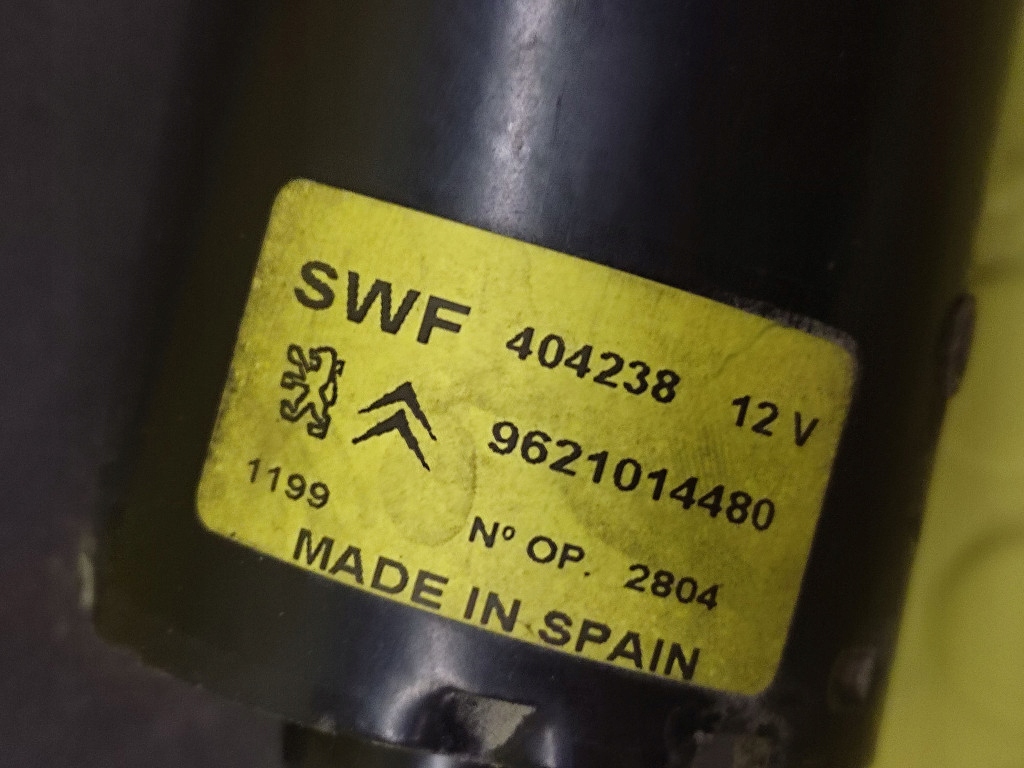 SWF 404238 12 V
9621014480
1199 Nº OP. 2804
MADE IN SPAIN